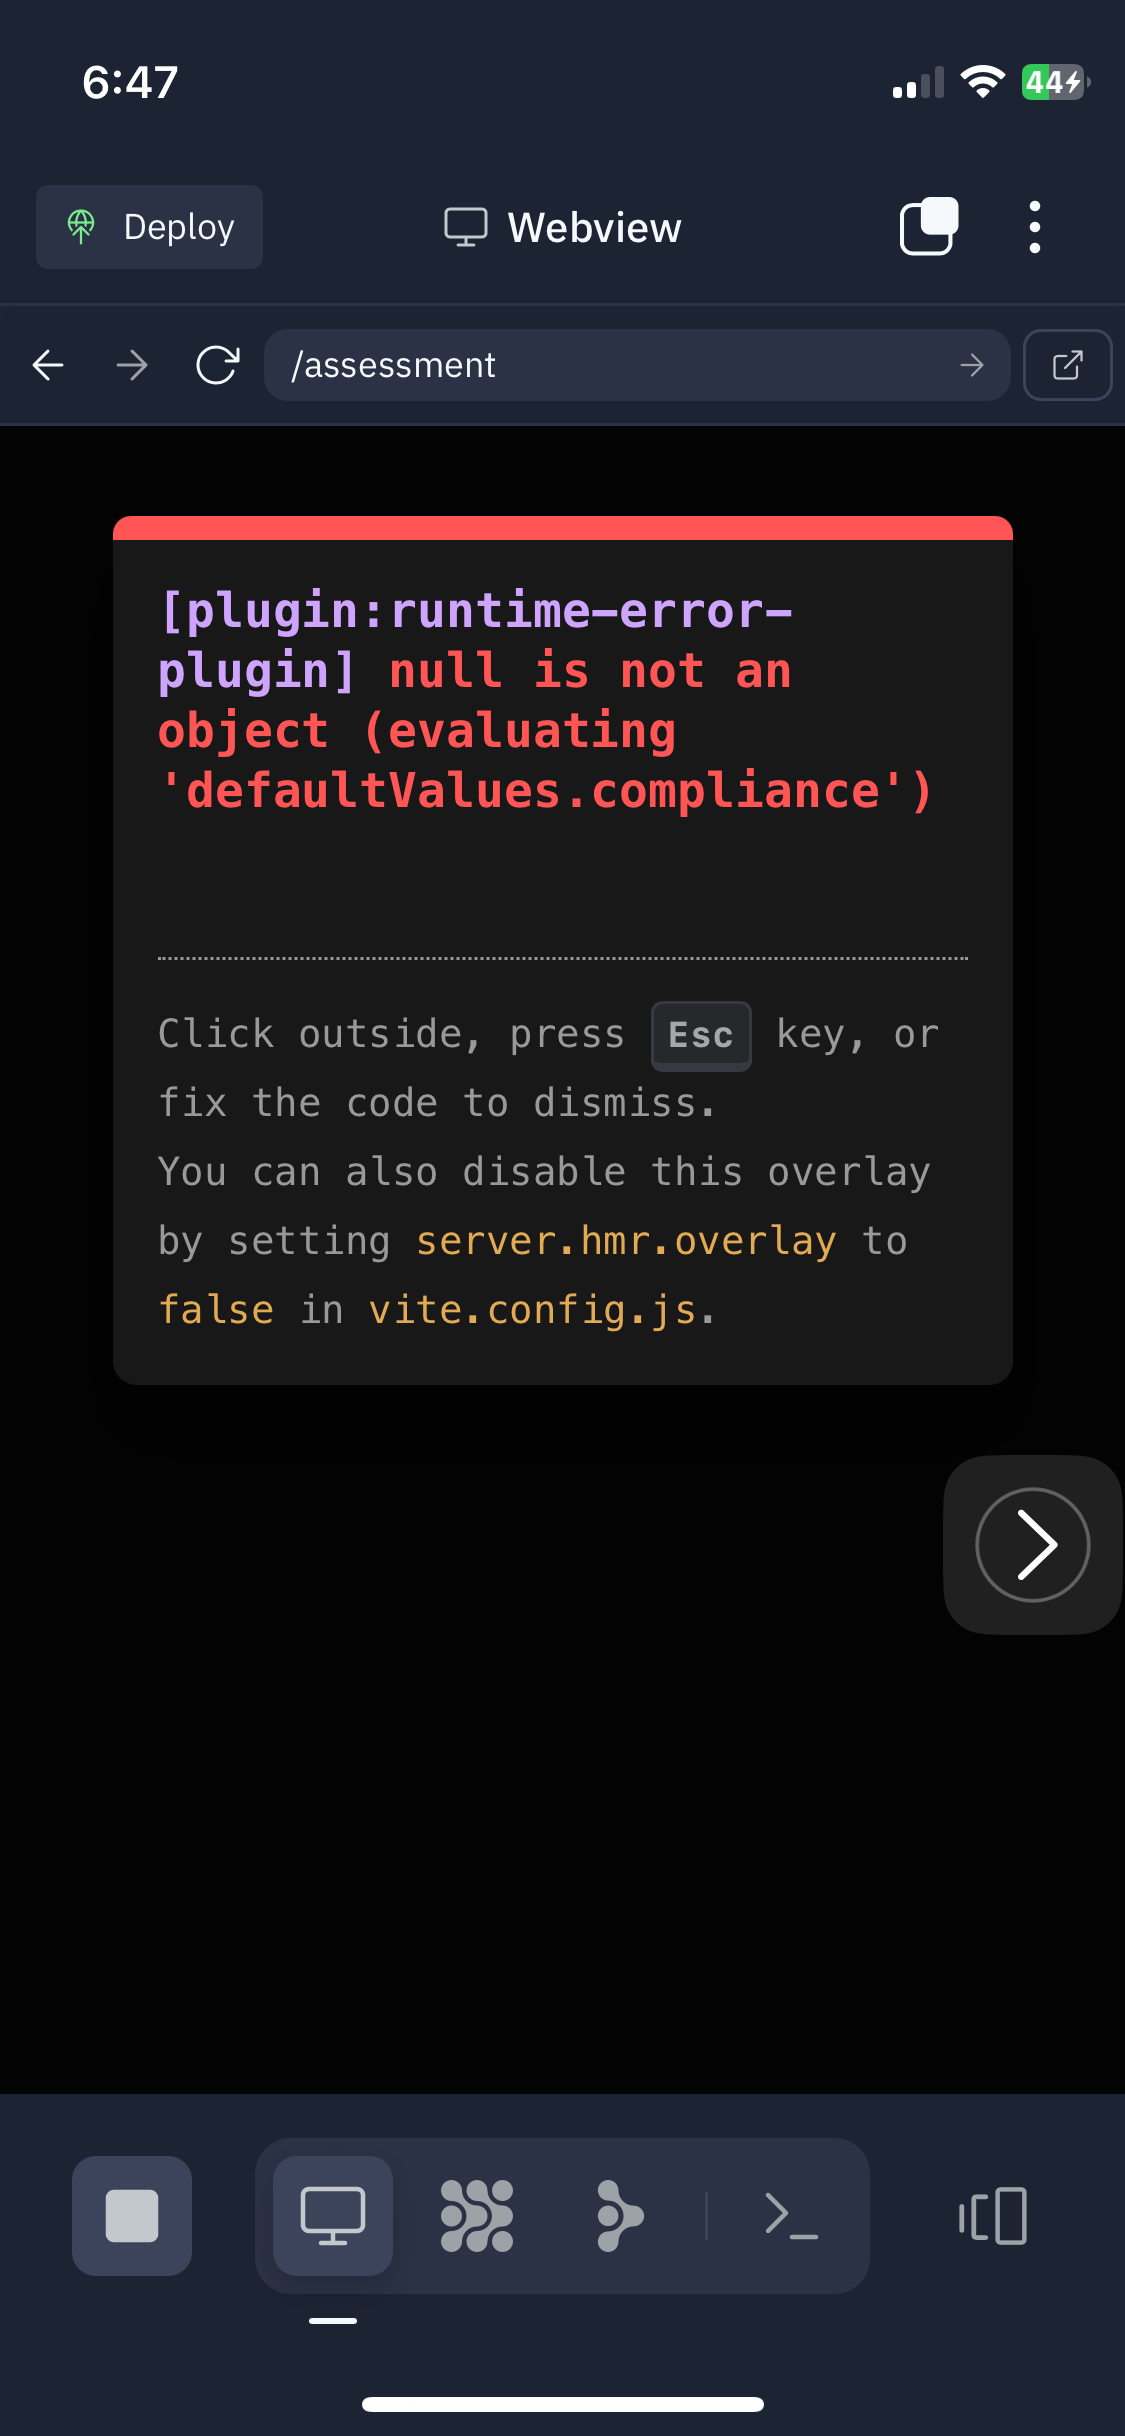 6:47
44
Deploy
Webview
/assessment
[plugin:runtime-error-
plugin] null is not an
object (evaluating
'defaultValues.compliance')
Click outside, press Esc key, or
fix the code to dismiss.
You can also disable this overlay
by setting server.hmr.overlay to
false in vite.config.js.